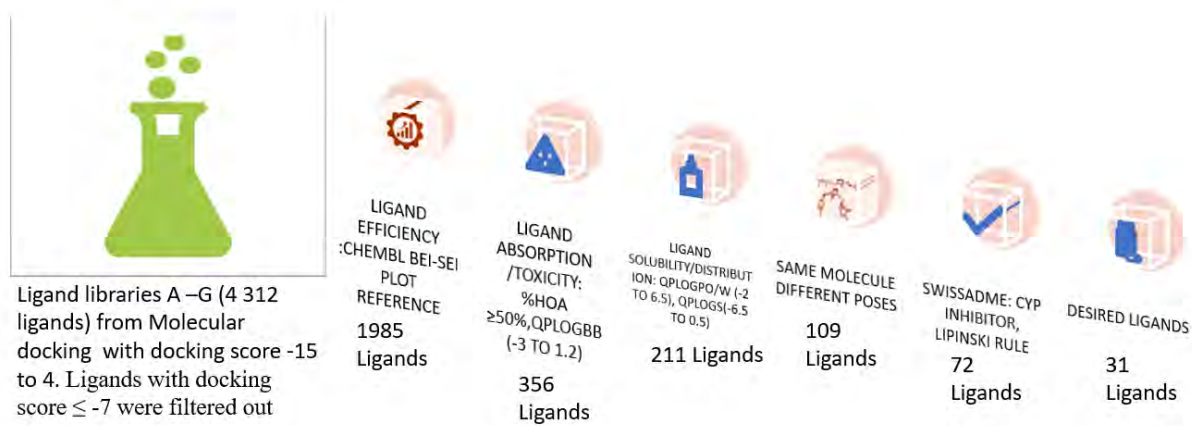 Ligand libraries A –G (4 312
ligands) from Molecular
docking with docking score -15
to 4. Ligands with docking
score ≤ -7 were filtered out
LIGAND
EFFICIENCY
:CHEMBL BEI-SEI
PLOT
REFERENCE
1985
Ligands
LIGAND
ABSORPTION
/TOXICITY:
%HOA
≥50%,QPLOGBB
(-3 TO 1.2)
356
Ligands
LIGAND
SOLUBILITY/DISTRIBUT
ION: QPLOGPO/W (-2
TO 6.5), QPLOGS(-6.5
TO 0.5)
211 Ligands
SAME MOLECULE
DIFFERENT POSES
109
Ligands
SWISSADME: CYP
INHIBITOR,
LIPINSKI RULE
72
Ligands
DESIRED LIGANDS
31
Ligands